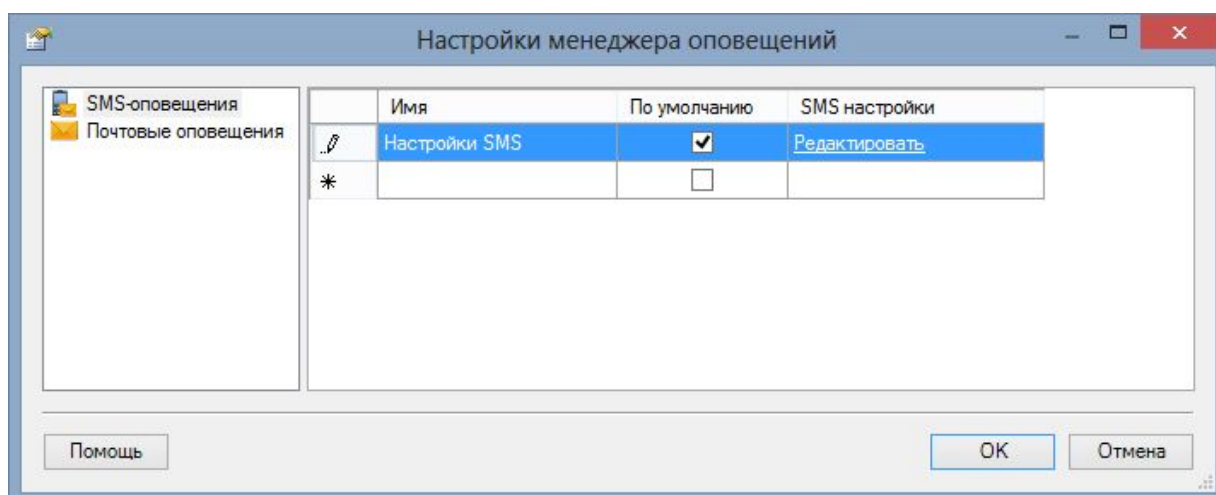 Настройки менеджера оповещений
SMS-оповещения
Почтовые оповещения
Имя По умолчанию SMS настройки
Настройки SMS Редактировать
Помощь OK Отмена